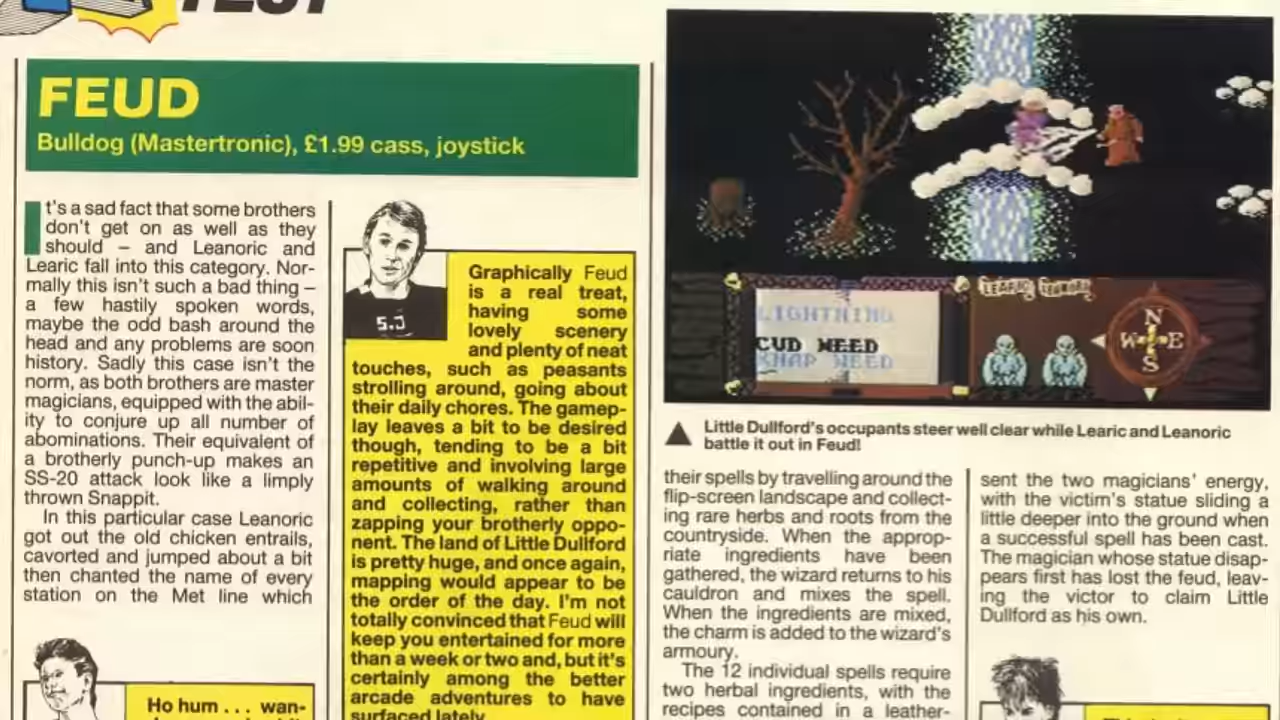 TEST
FEUD
Bulldog (Mastertronic), £1.99 cass, joystick
It's a sad fact that some brothers
don't get on as well as they
should – and Leanoric and
Learic fall into this category. Nor-
mally this isn't such a bad thing –
a few hastily spoken words,
maybe the odd bash around the
head and any problems are soon
history. Sadly this case isn't the
norm, as both brothers are master
magicians, equipped with the abil-
ity to conjure up all number of
abominations. Their equivalent of
a brotherly punch-up makes an
SS-20 attack look like a limply
thrown Snappit.
In this particular case Leanoric
got out the old chicken entrails,
cavorted and jumped about a bit
then chanted the name of every
station on the Met line which
Ho hum . . . wan-
S.J
Graphically Feud
is a real treat,
having some
lovely scenery
and plenty of neat
touches, such as peasants
strolling around, going about
their daily chores. The gamep-
lay leaves a bit to be desired
though, tending to be a bit
repetitive and involving large
amounts of walking around
and collecting, rather than
zapping your brotherly oppo-
nent. The land of Little Dullford
is pretty huge, and once again,
mapping would appear to be
the order of the day. I'm not
totally convinced that Feud will
keep you entertained for more
than a week or two and, but it's
certainly among the better
arcade adventures to have
surfaced lately.
LIGHTNING
CUD WEED
KNAP WEED
LEARIC LEANORIC
N
W E
S
Little Dullford's occupants steer well clear while Learic and Leanoric
battle it out in Feud!
their spells by travelling around the
flip-screen landscape and collect-
ing rare herbs and roots from the
countryside. When the approp-
riate ingredients have been
gathered, the wizard returns to his
cauldron and mixes the spell.
When the ingredients are mixed,
the charm is added to the wizard's
armoury.
The 12 individual spells require
two herbal ingredients, with the
recipes contained in a leather-
sent the two magicians' energy,
with the victim's statue sliding a
little deeper into the ground when
a successful spell has been cast.
The magician whose statue disap-
pears first has lost the feud, leav-
ing the victor to claim Little
Dullford as his own.